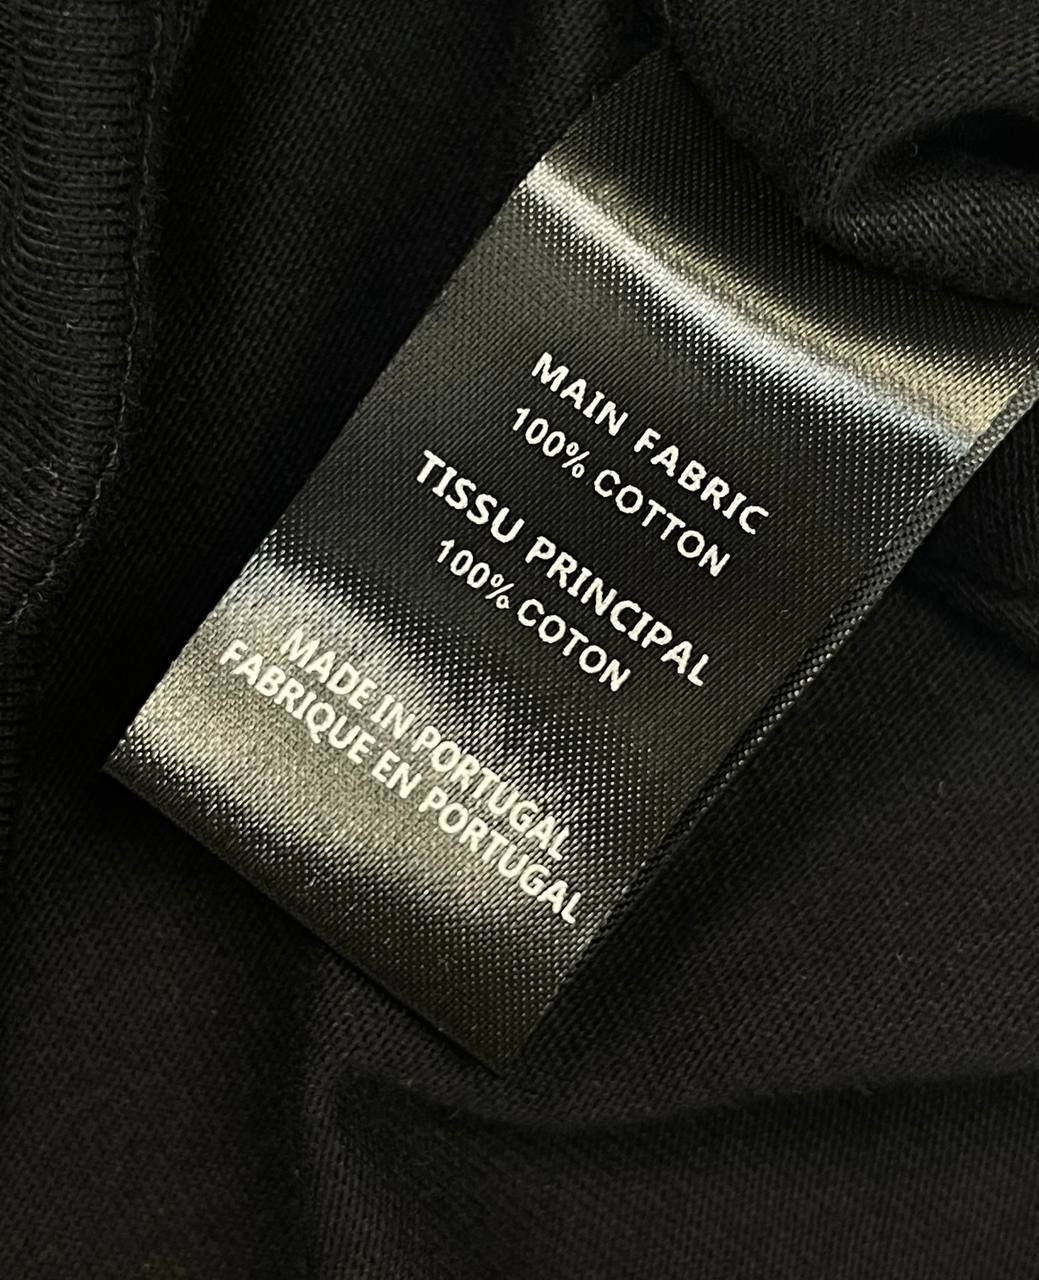 MAIN FABRIC
100% COTTON
TISSU PRINCIPAL
100% COTON
MADE IN PORTUGAL
FABRIQUE EN PORTUGAL